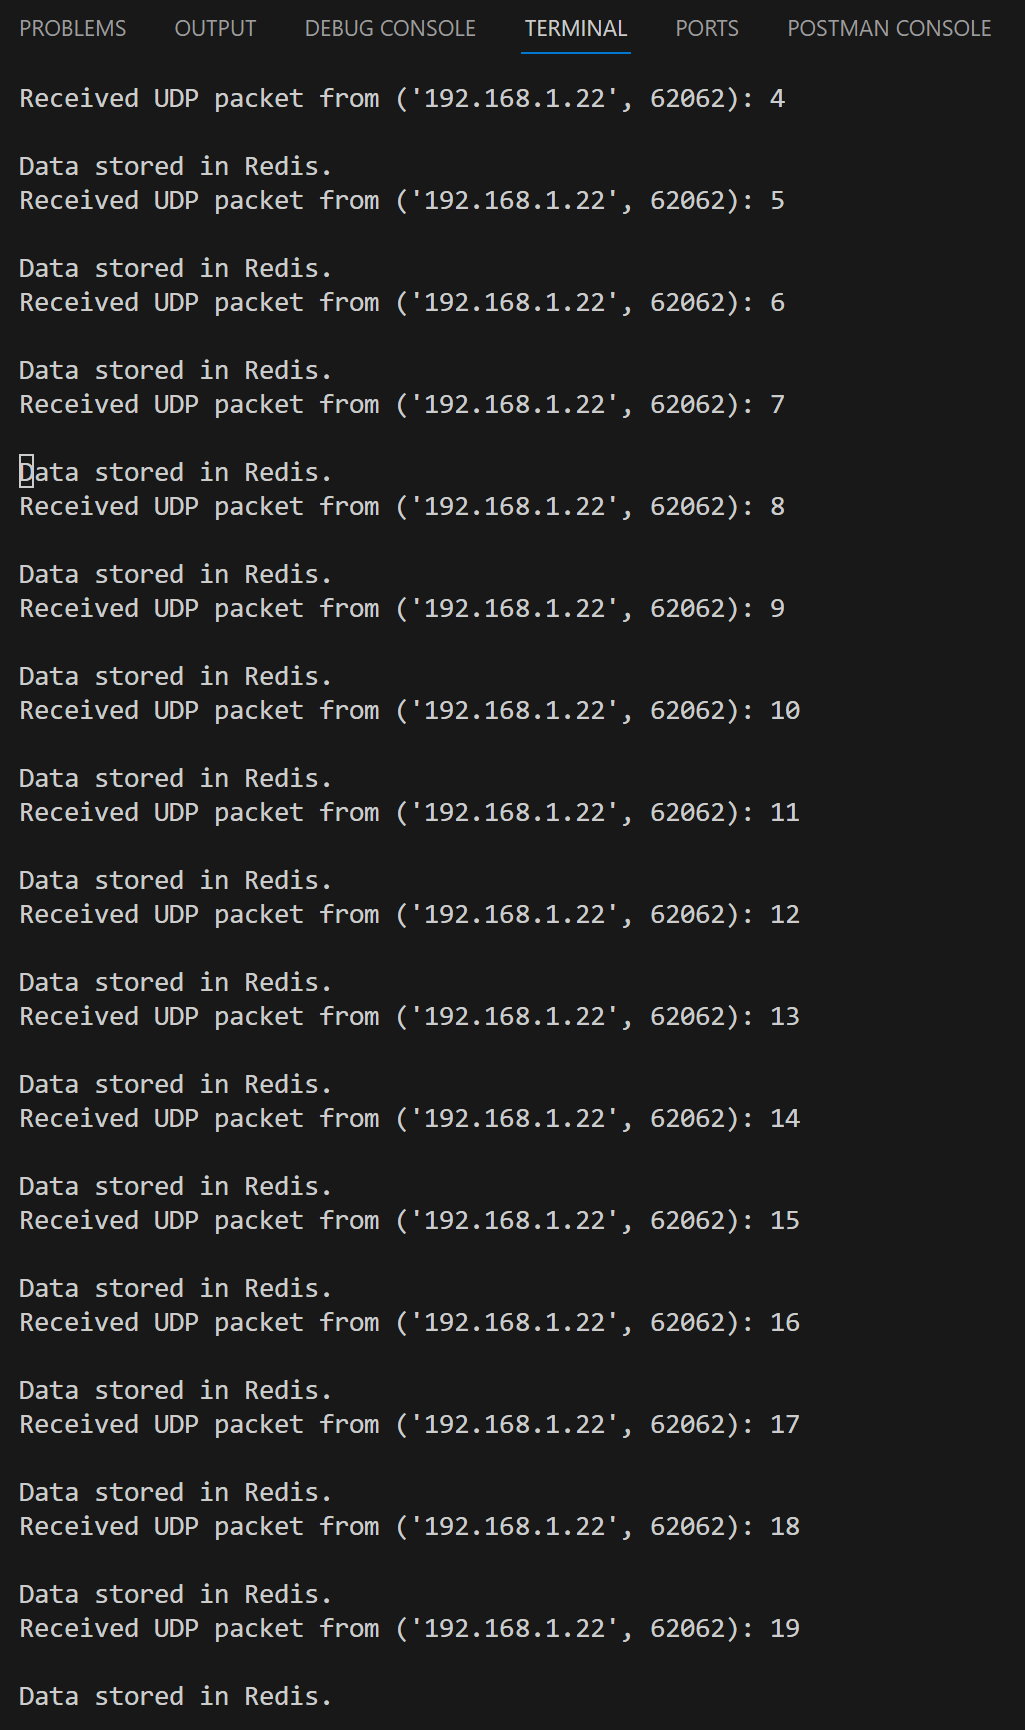 PROBLEMS OUTPUT DEBUG CONSOLE TERMINAL PORTS POSTMAN CONSOLE
Received UDP packet from ('192.168.1.22', 62062): 4
Data stored in Redis.
Received UDP packet from ('192.168.1.22', 62062): 5
Data stored in Redis.
Received UDP packet from ('192.168.1.22', 62062): 6
Data stored in Redis.
Received UDP packet from ('192.168.1.22', 62062): 7
Data stored in Redis.
Received UDP packet from ('192.168.1.22', 62062): 8
Data stored in Redis.
Received UDP packet from ('192.168.1.22', 62062): 9
Data stored in Redis.
Received UDP packet from ('192.168.1.22', 62062): 10
Data stored in Redis.
Received UDP packet from ('192.168.1.22', 62062): 11
Data stored in Redis.
Received UDP packet from ('192.168.1.22', 62062): 12
Data stored in Redis.
Received UDP packet from ('192.168.1.22', 62062): 13
Data stored in Redis.
Received UDP packet from ('192.168.1.22', 62062): 14
Data stored in Redis.
Received UDP packet from ('192.168.1.22', 62062): 15
Data stored in Redis.
Received UDP packet from ('192.168.1.22', 62062): 16
Data stored in Redis.
Received UDP packet from ('192.168.1.22', 62062): 17
Data stored in Redis.
Received UDP packet from ('192.168.1.22', 62062): 18
Data stored in Redis.
Received UDP packet from ('192.168.1.22', 62062): 19
Data stored in Redis.